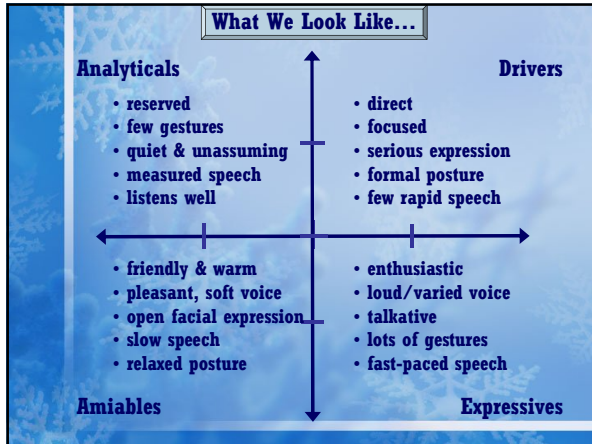 What We Look Like...
Analyticals
• reserved
• few gestures
• quiet & unassuming
• measured speech
• listens well
Drivers
• direct
• focused
• serious expression
• formal posture
• few rapid speech
• friendly & warm
• pleasant, soft voice
• open facial expression
• slow speech
• relaxed posture
Amiables
• enthusiastic
• loud/varied voice
• talkative
• lots of gestures
• fast-paced speech
Expressives